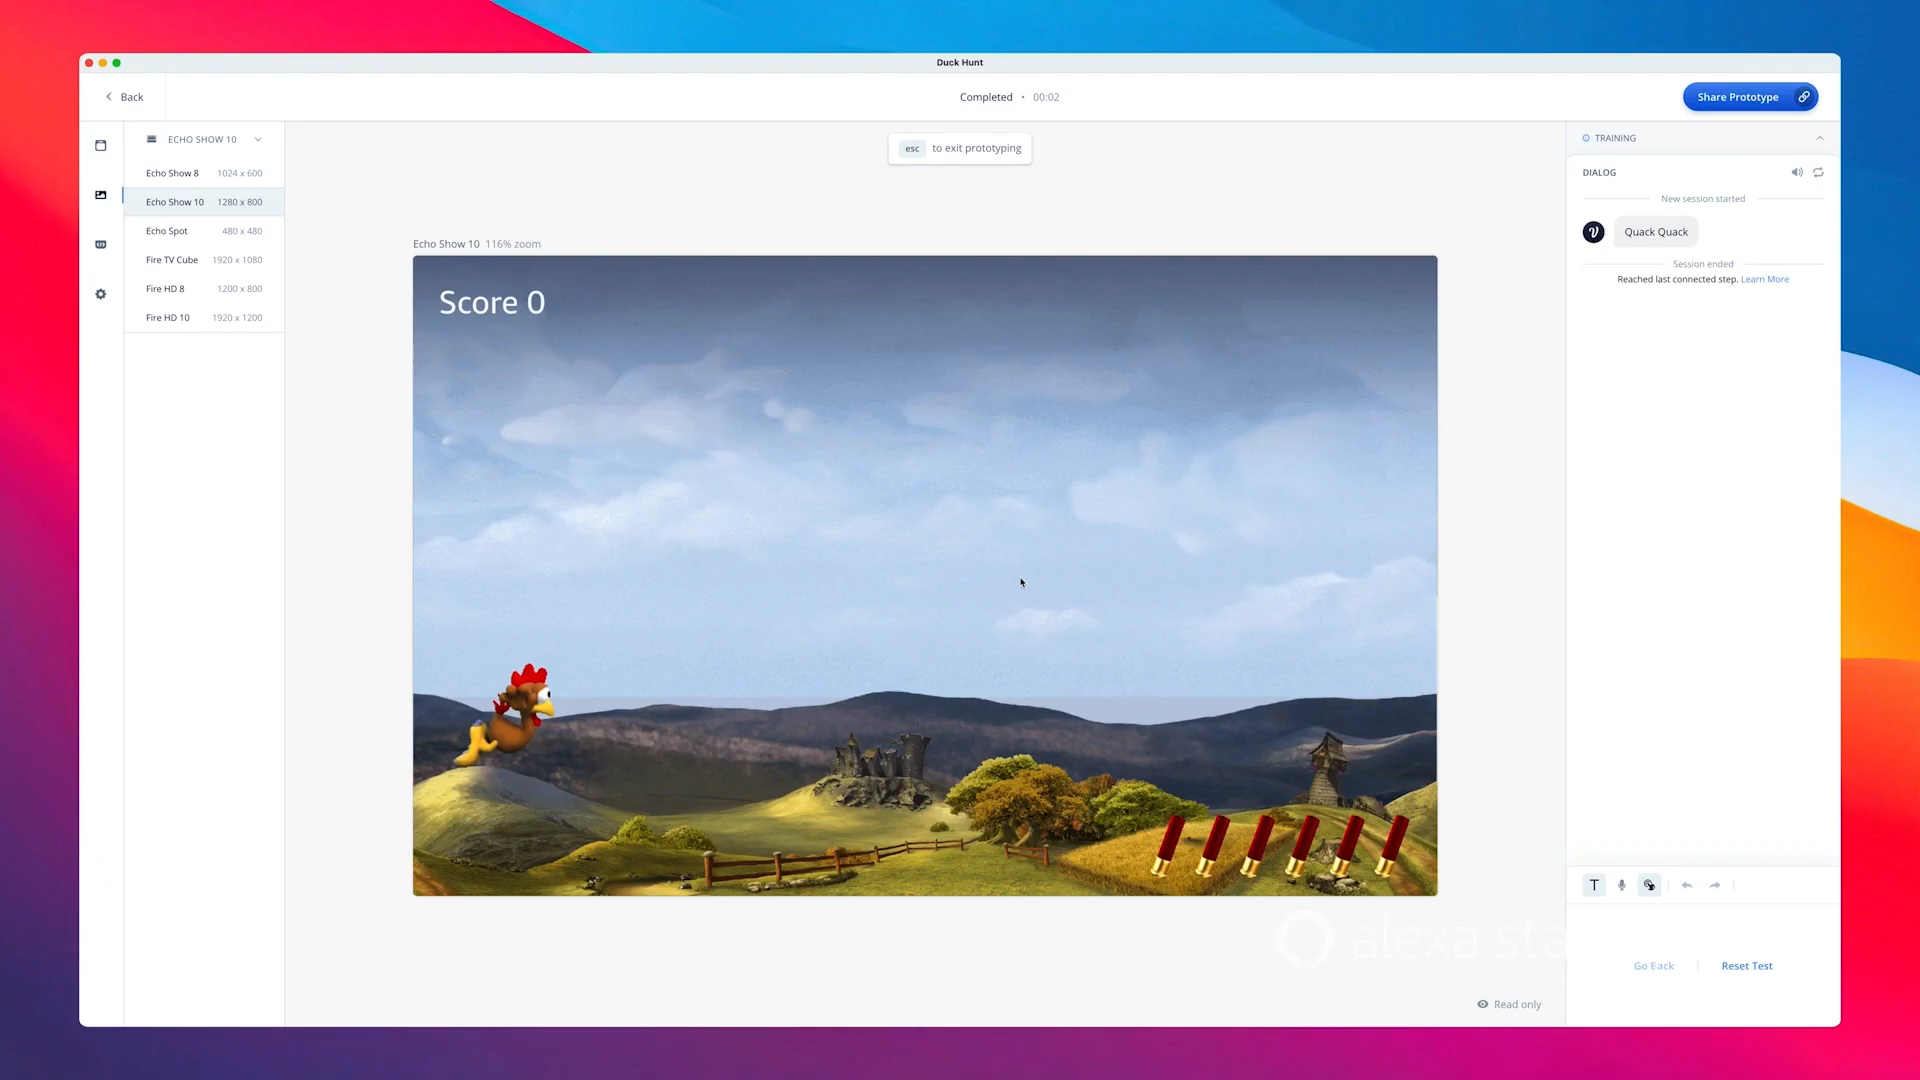 Duck Hunt
Back
Completed • 00:02
Share Prototype
ECHO SHOW 10
Echo Show 8 1024 x 600
Echo Show 10 1280 x 800
Echo Spot 480 x 480
Fire TV Cube 1920 x 1080
Fire HD 8 1200 x 800
Fire HD 10 1920 x 1200
esc to exit prototyping
Echo Show 10 116% zoom
Score 0
TRAINING
DIALOG
New session started
Quack Quack
Session ended
Reached last connected step. Learn More
T
alexa sta
Go Back
Reset Test
Read only